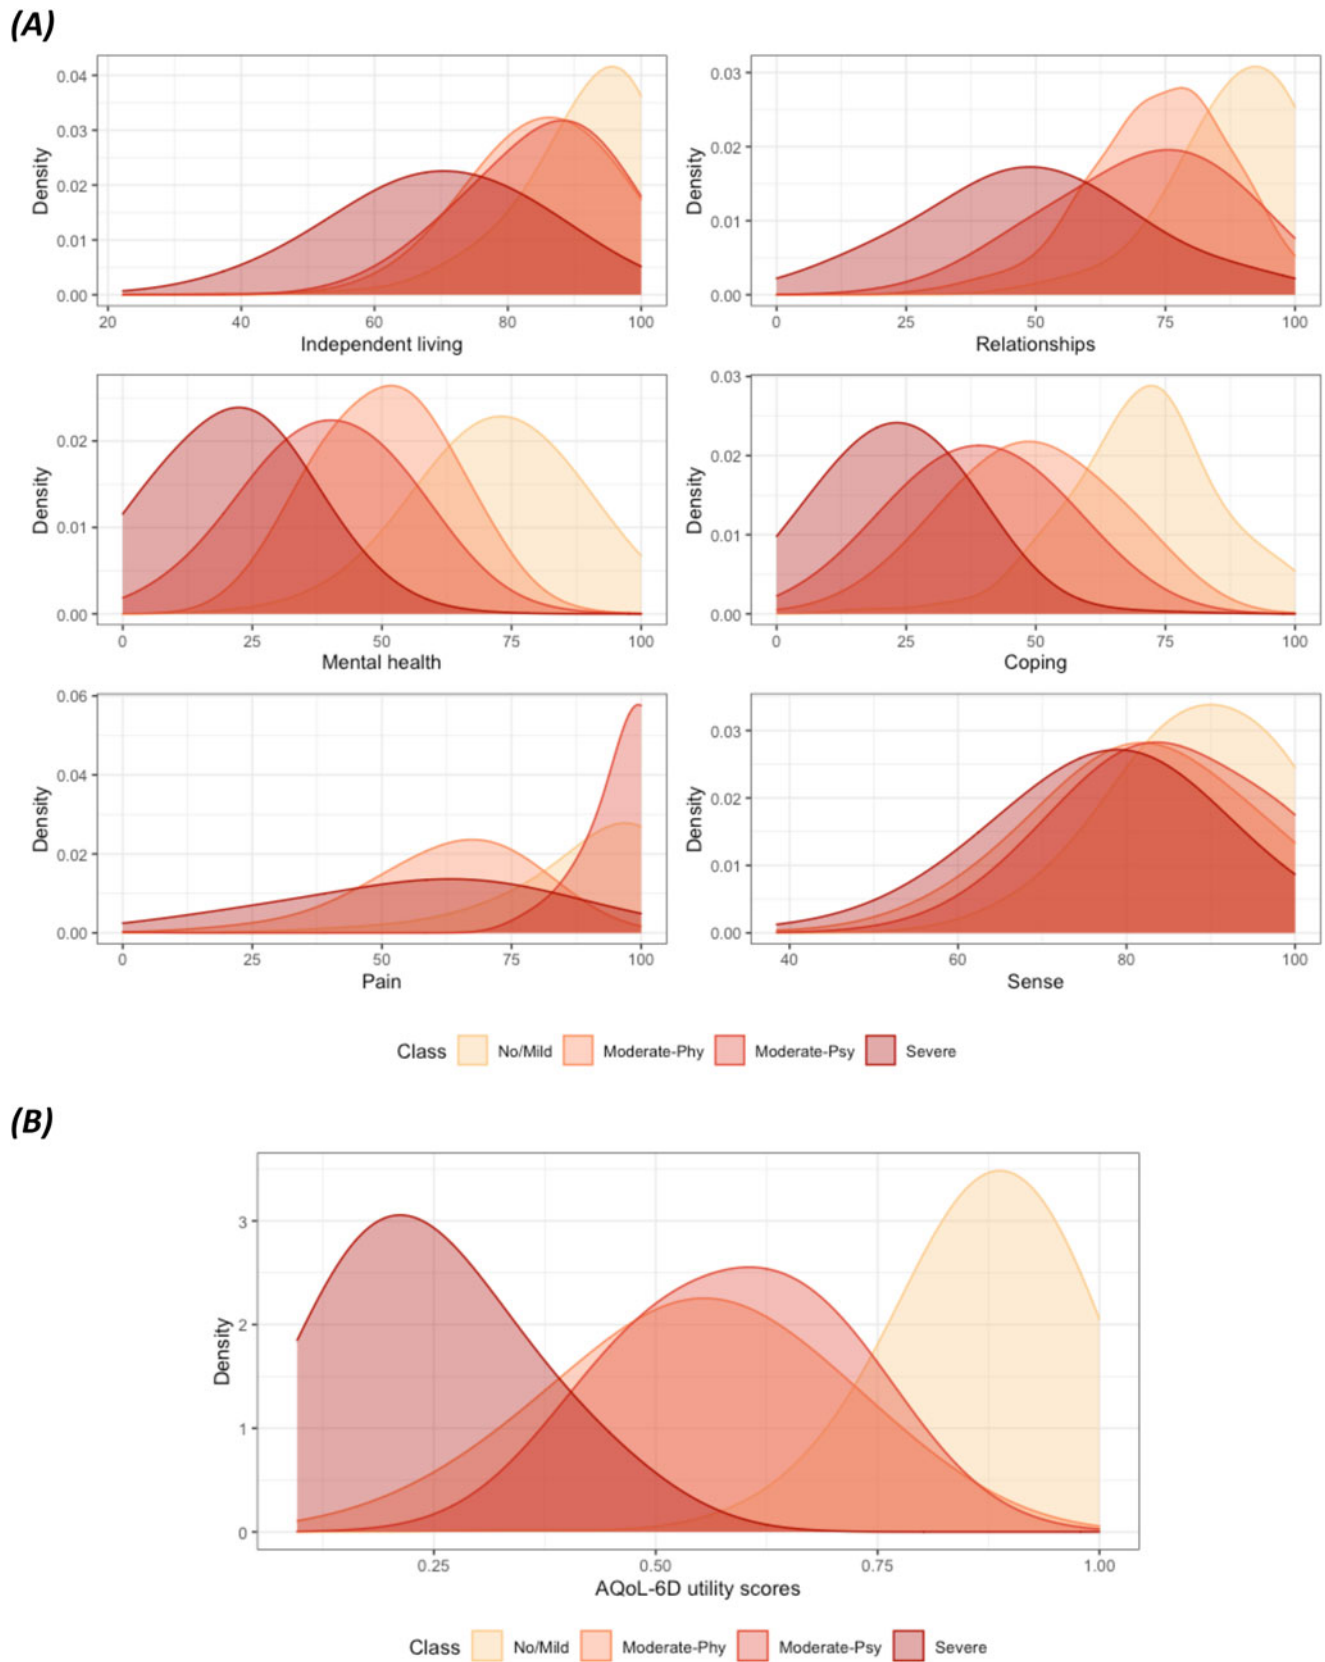 (A)
0.04
0.03
0.02
0.01
0.00
Density
20 40 60 80 100
Independent living
0.03
0.02
0.01
0.00
Density
0 25 50 75 100
Relationships
0.02
0.01
0.00
Density
0 25 50 75 100
Mental health
0.03
0.02
0.01
0.00
Density
0 25 50 75 100
Coping
0.06
0.04
0.02
0.00
Density
0 25 50 75 100
Pain
0.03
0.02
0.01
0.00
Density
40 60 80 100
Sense
Class No/Mild Moderate-Phy Moderate-Psy Severe
(B)
3
2
1
0
Density
0.25 0.50 0.75 1.00
AQoL-6D utility scores
Class No/Mild Moderate-Phy Moderate-Psy Severe